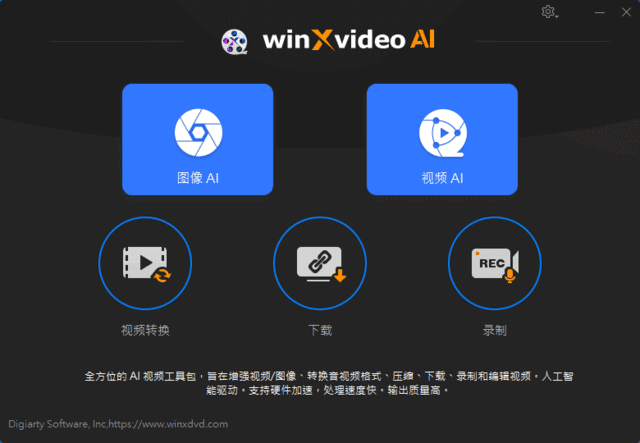 winXvideo AI
图像 AI
视频 AI
REC
视频转换
下载
录制
全方位的 AI 视频工具包，旨在增强视频/图像、转换音视频格式、压缩、下载、录制和编辑视频。人工智
能驱动。支持硬件加速，处理速度快。输出质量高。
Digiarty Software, Inc,https://www.winxdvd.com